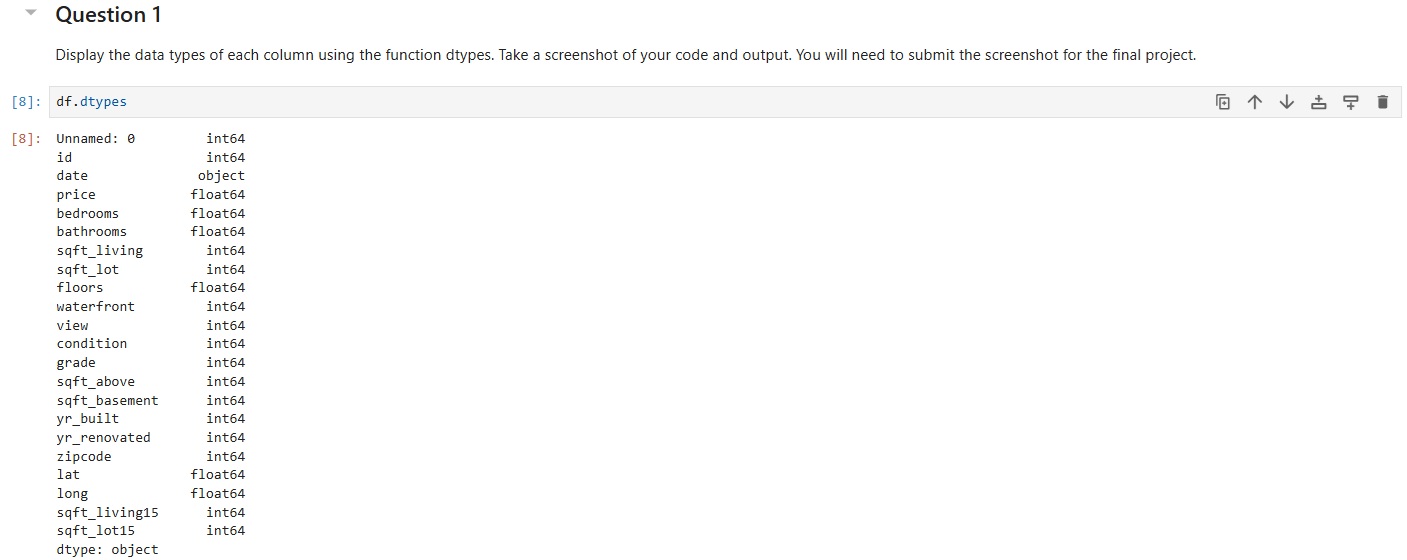 Question 1
Display the data types of each column using the function dtypes. Take a screenshot of your code and output. You will need to submit the screenshot for the final project.
[8]: df.dtypes
[8]: Unnamed: 0 int64
id int64
date object
price float64
bedrooms float64
bathrooms float64
sqft_living int64
sqft_lot int64
floors float64
waterfront int64
view int64
condition int64
grade int64
sqft_above int64
sqft_basement int64
yr_built int64
yr_renovated int64
zipcode int64
lat float64
long float64
sqft_living15 int64
sqft_lot15 int64
dtype: object